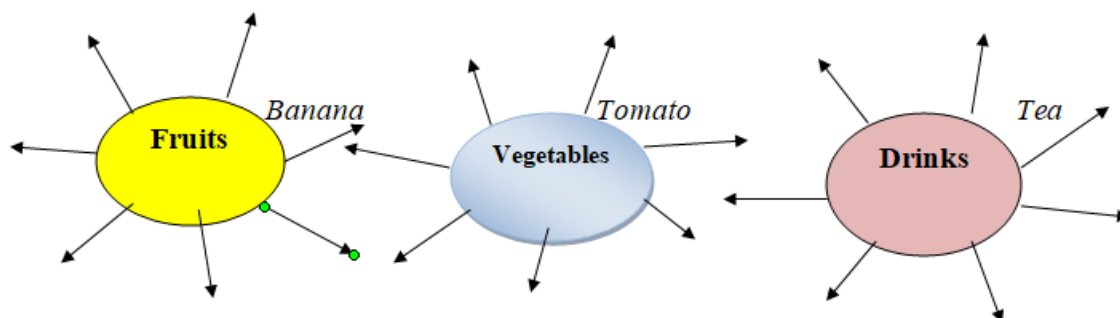 Banana
Fruits
Tomato
Vegetables
Tea
Drinks